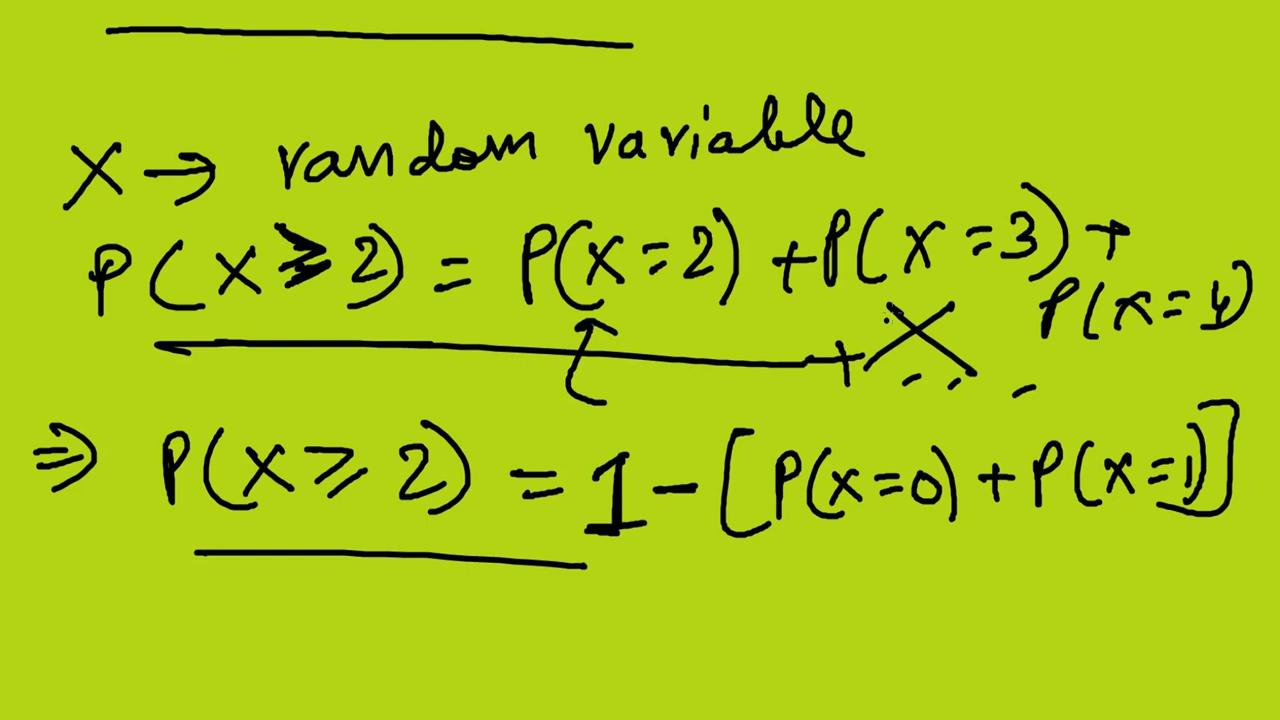 X → random variable
P(X ≥ 2) = P(X=2) + P(X=3) +
P(X=4)
+ - - -
⇒ P(X ≥ 2) = 1 - [P(X=0) + P(X=1)]